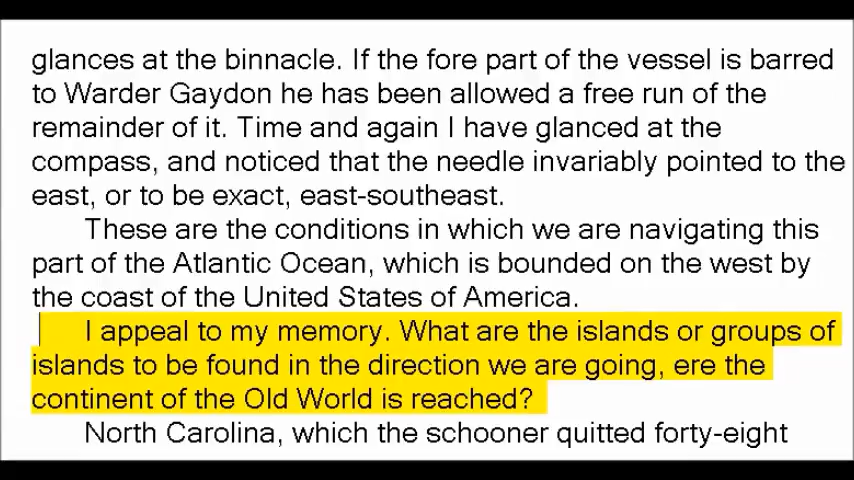 glances at the binnacle. If the fore part of the vessel is barred
to Warder Gaydon he has been allowed a free run of the
remainder of it. Time and again I have glanced at the
compass, and noticed that the needle invariably pointed to the
east, or to be exact, east-southeast.
These are the conditions in which we are navigating this
part of the Atlantic Ocean, which is bounded on the west by
the coast of the United States of America.
I appeal to my memory. What are the islands or groups of
islands to be found in the direction we are going, ere the
continent of the Old World is reached?
North Carolina, which the schooner quitted forty-eight